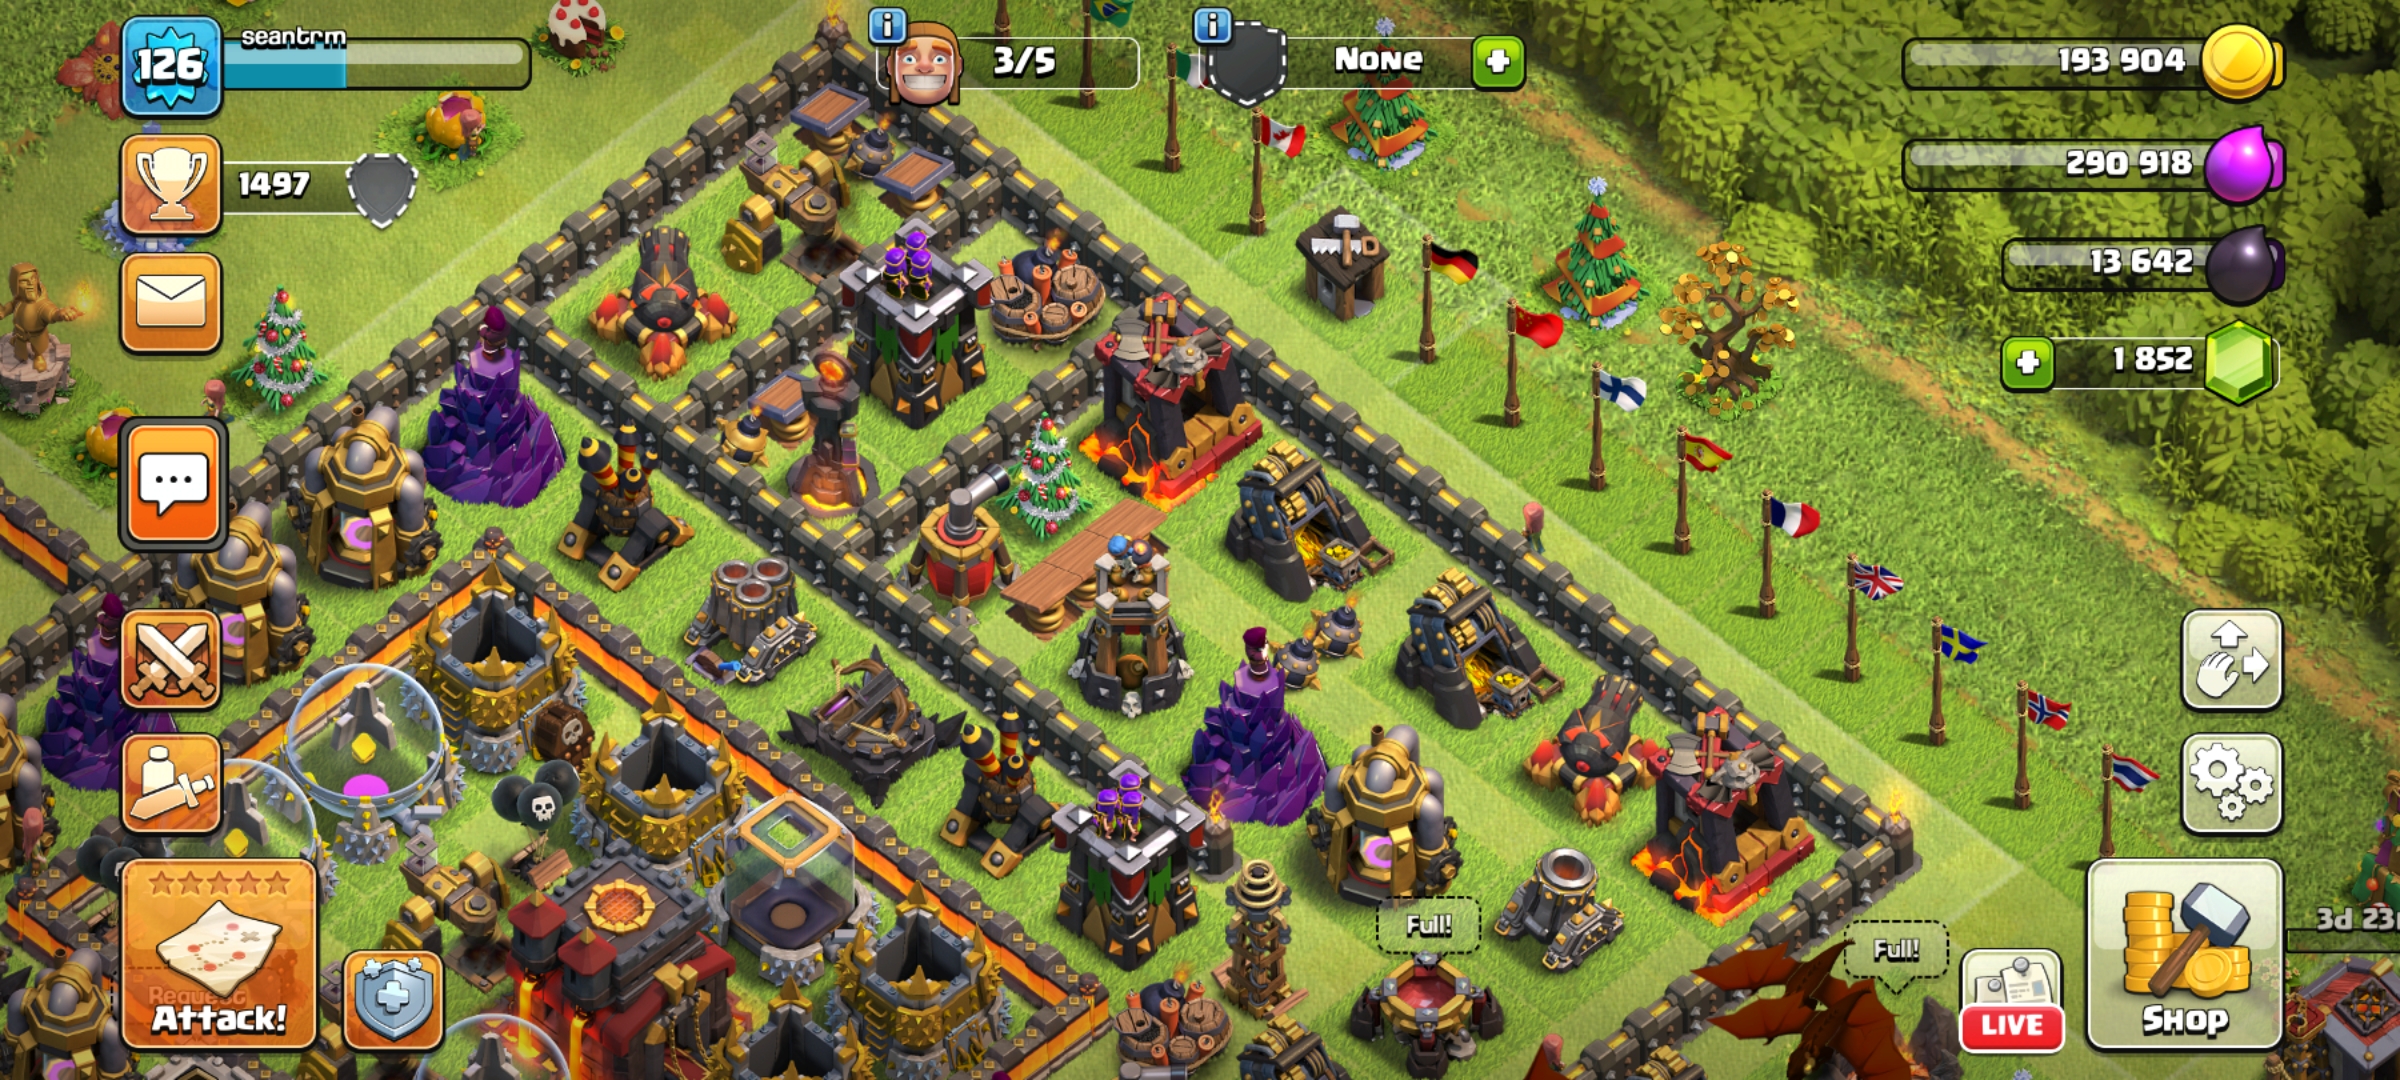 126
seantrm
3/5
None
193 904
1497
290 918
13 642
1 852
Full!
Full!
3d 23
Request
Attack!
LIVE
Shop